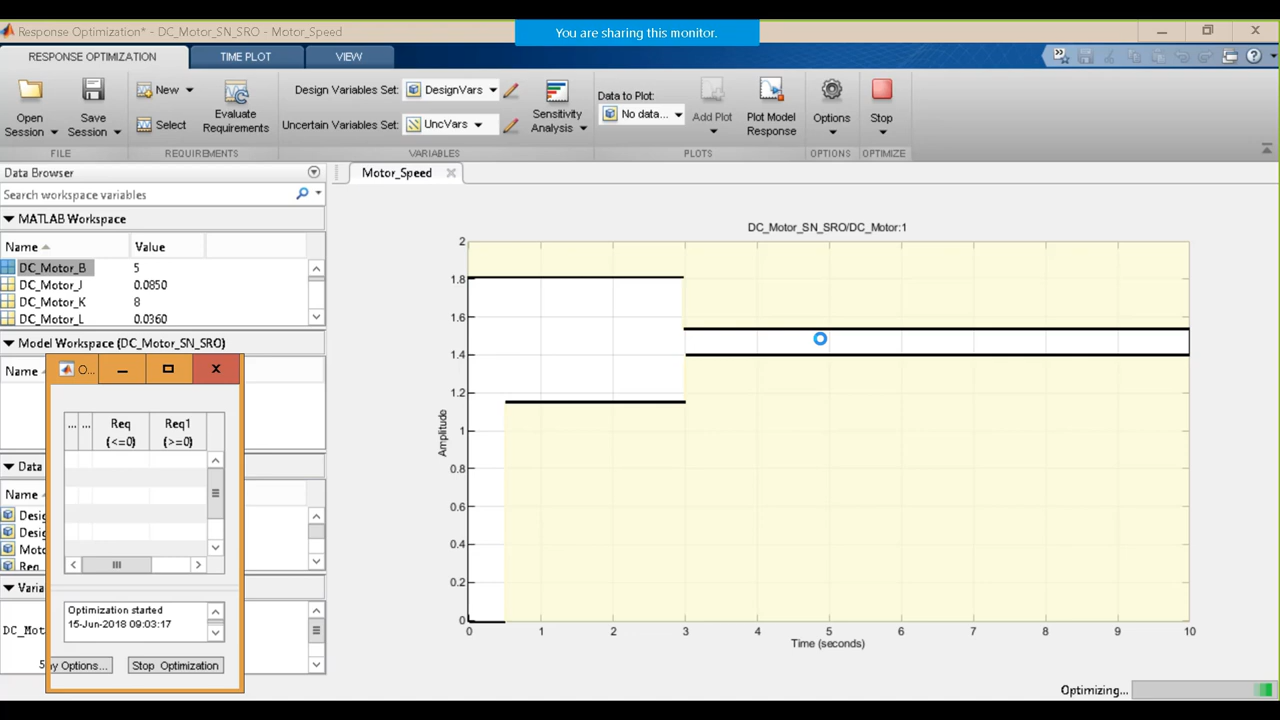 Response Optimization* - DC_Motor_SN_SRO - Motor_Speed
You are sharing this monitor.
RESPONSE OPTIMIZATION
TIME PLOT
VIEW
Open Session
Save Session
New
Select
Evaluate Requirements
Design Variables Set:
DesignVars
Uncertain Variables Set:
UncVars
Sensitivity Analysis
Data to Plot:
No data...
Add Plot
Plot Model Response
Options
Stop
FILE
REQUIREMENTS
VARIABLES
PLOTS
OPTIONS
OPTIMIZE
Data Browser
Search workspace variables
MATLAB Workspace
Name Value
DC_Motor_B 5
DC_Motor_J 0.0850
DC_Motor_K 8
DC_Motor_L 0.0360
Model Workspace (DC_Motor_SN_SRO)
Name
O...
... ... Req (<=0) Req1 (>=0)
Data
Name
Desig
Desig
Moto
Req
Varia
DC_Mot
5
Optimization started
15-Jun-2018 09:03:17
y Options...
Stop Optimization
Motor_Speed
DC_Motor_SN_SRO/DC_Motor:1
2
1.8
1.6
1.4
1.2
1
0.8
0.6
0.4
0.2
0
Amplitude
0 1 2 3 4 5 6 7 8 9 10
Time (seconds)
Optimizing...